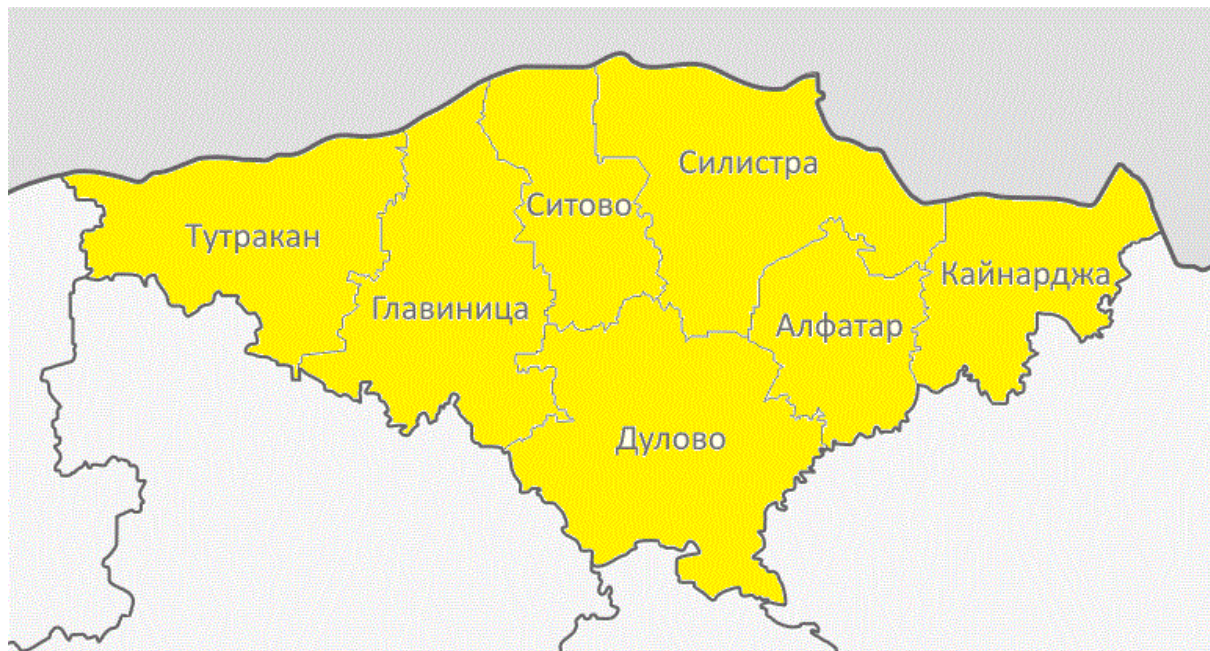 Силистра
Ситово
Тутракан
Кайнарджа
Главиница
Алфатар
Дулово